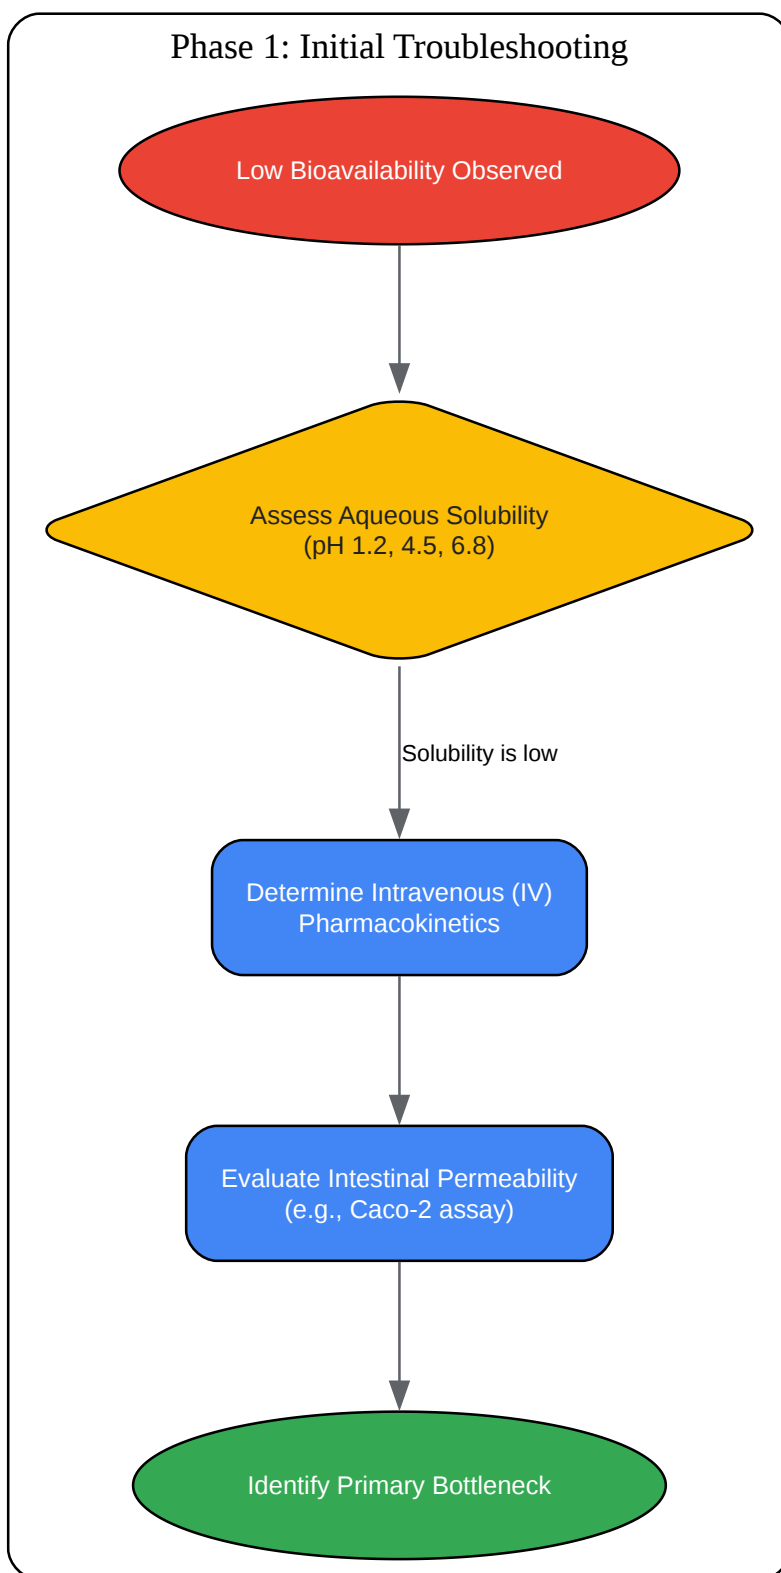 Phase 1: Initial Troubleshooting
Low Bioavailability Observed
Assess Aqueous Solubility
(pH 1.2, 4.5, 6.8)
Solubility is low
Determine Intravenous (IV)
Pharmacokinetics
Evaluate Intestinal Permeability
(e.g., Caco-2 assay)
Identify Primary Bottleneck